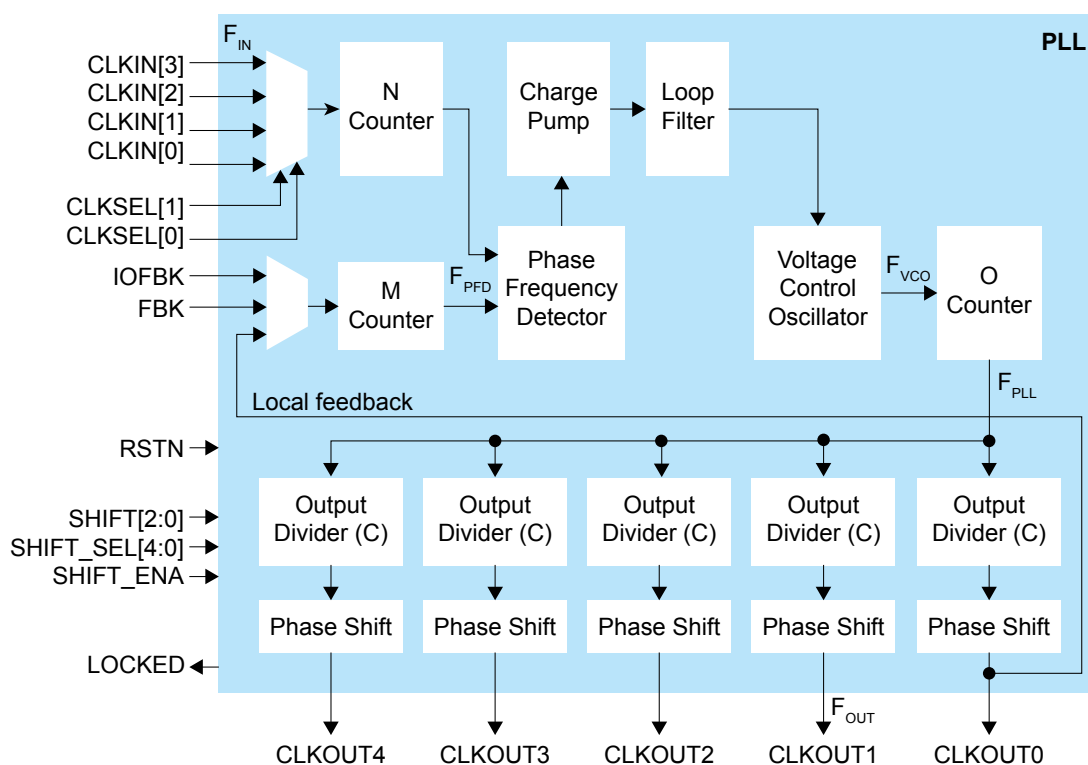 PLL
F_IN
CLKIN[3]
CLKIN[2]
CLKIN[1]
CLKIN[0]
CLKSEL[1]
CLKSEL[0]
N
Counter
Charge
Pump
Loop
Filter
IOFBK
FBK
M
Counter
F_PFD
Phase
Frequency
Detector
Voltage
Control
Oscillator
F_VCO
O
Counter
F_PLL
Local feedback
RSTN
SHIFT[2:0]
SHIFT_SEL[4:0]
SHIFT_ENA
LOCKED
Output
Divider (C)
Output
Divider (C)
Output
Divider (C)
Output
Divider (C)
Output
Divider (C)
Phase Shift
Phase Shift
Phase Shift
Phase Shift
Phase Shift
F_OUT
CLKOUT4
CLKOUT3
CLKOUT2
CLKOUT1
CLKOUT0